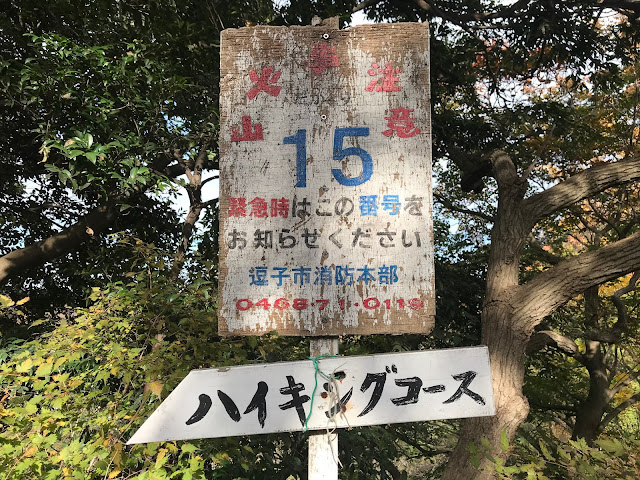 山火事注意
15
緊急時はこの番号を
お知らせください
逗子市消防本部
0468-71-0119
ハイキングコース